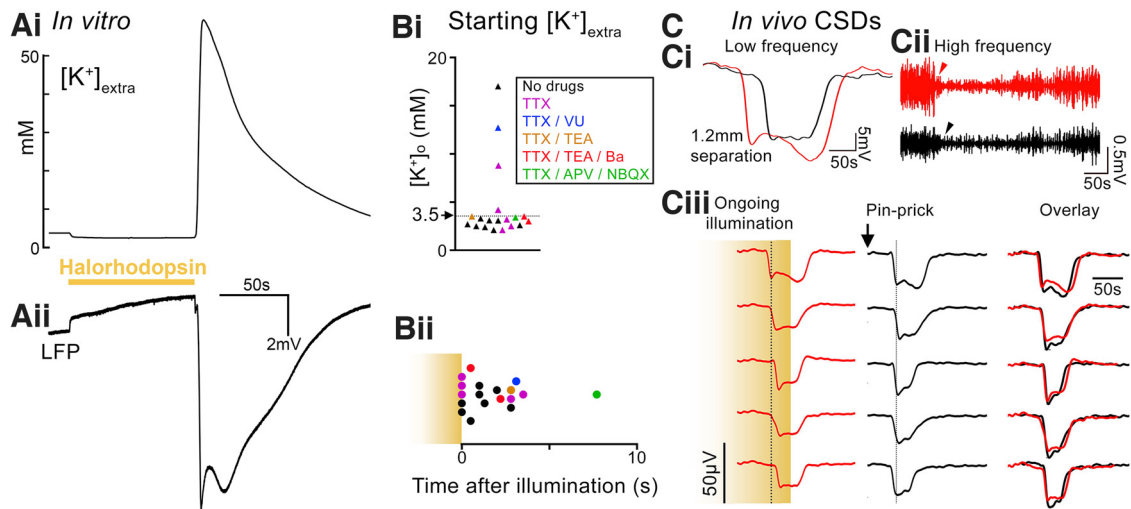 Ai In vitro
50
[K⁺]extra
mM
0
Halorhodopsin
Aii
50s
2mV
LFP
Bi Starting [K⁺]extra
20
No drugs
TTX
TTX / VU
TTX / TEA
TTX / TEA / Ba
TTX / APV / NBQX
[K⁺]o (mM)
3.5
0
Bii
0 10
Time after illumination (s)
C In vivo CSDs
Ci Low frequency
1.2mm
separation
5mV
50s
Cii High frequency
0.5mV
50s
Ciii Ongoing
illumination
Pin-prick
Overlay
50s
50µV